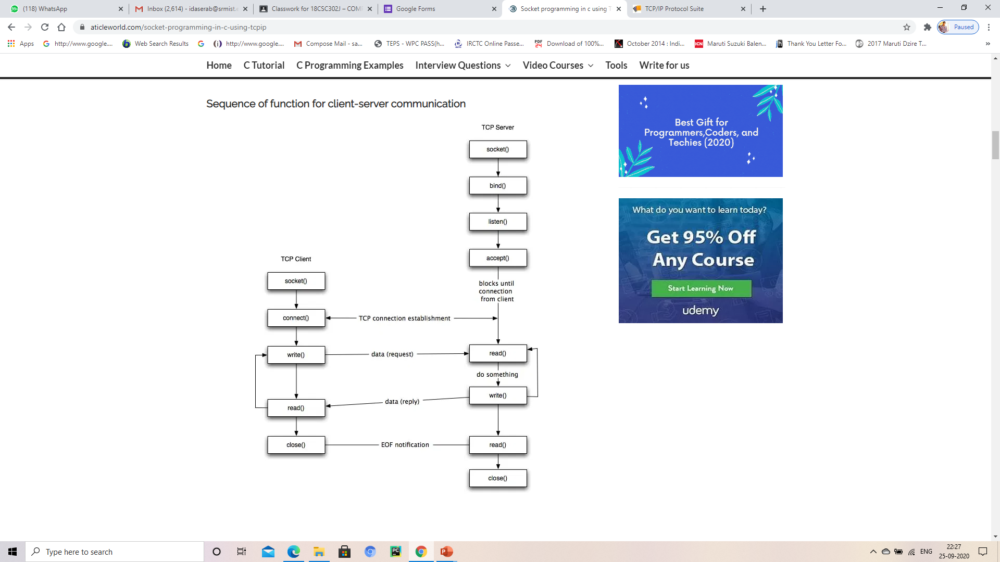 (118) WhatsApp
Inbox (2,614) - idaserab@srmist.e
Classwork for 18CSC302J – COM
Google Forms
Socket programming in c using T
TCP/IP Protocol Suite
aticleworld.com/socket-programming-in-c-using-tcpip
Paused
Apps
http://www.google....
Web Search Results
http://www.google....
Compose Mail - sa...
TEPS - WPC PASS(h...
IRCTC Online Passe...
PDF
24
Download of 100%...
October 2014 : Indi...
ICN
Maruti Suzuki Balen...
jh
Thank You Letter Fo...
2017 Maruti Dzire T...
»
Home
C Tutorial
C Programming Examples
Interview Questions
Video Courses
Tools
Write for us
Sequence of function for client-server communication
TCP Server
socket()
bind()
listen()
accept()
blocks until
connection
from client
TCP Client
socket()
connect()
TCP connection establishment
write()
data (request)
read()
do something
write()
data (reply)
read()
close()
EOF notification
read()
close()
Best Gift for
Programmers,Coders, and
Techies (2020)
What do you want to learn today?
Get 95% Off
Any Course
Start Learning Now
udemy
Type here to search
PC
P
ENG
22:27
25-09-2020